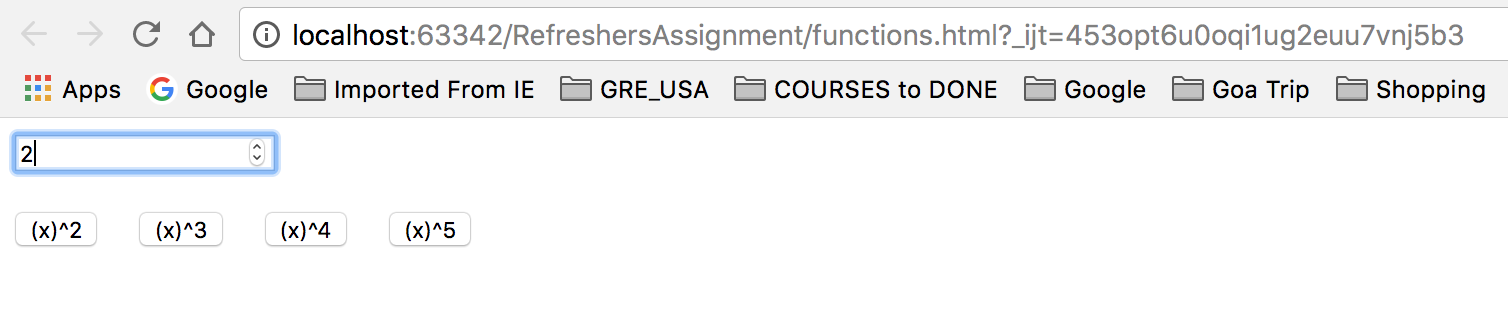 localhost:63342/RefreshersAssignment/functions.html?_ijt=453opt6u0oqi1ug2euu7vnj5b3
Apps Google Imported From IE GRE_USA COURSES to DONE Google Goa Trip Shopping
2
(x)^2 (x)^3 (x)^4 (x)^5